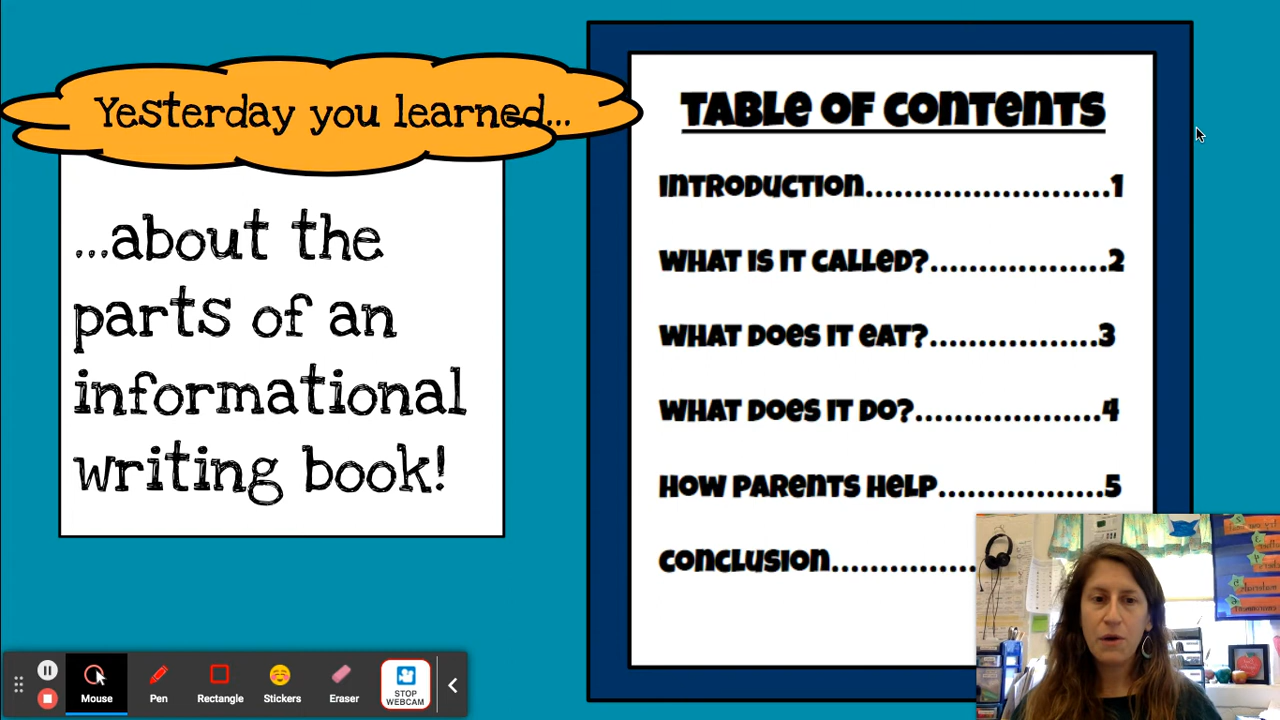 Yesterday you learned...
...about the
parts of an
informational
writing book!
Table of Contents
Introduction.........................1
What is it called?..................2
What does it eat?.................3
What does it do?...................4
How parents help.................5
Conclusion...............
Mouse
Pen
Rectangle
Stickers
Eraser
STOP
WEBCAM